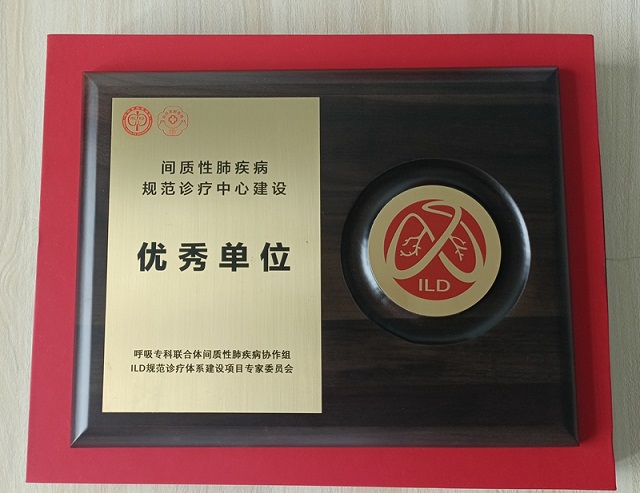 间质性肺疾病
规范诊疗中心建设
优秀单位
呼吸专科联合体间质性肺疾病协作组
ILD规范诊疗体系建设项目专家委员会
ILD